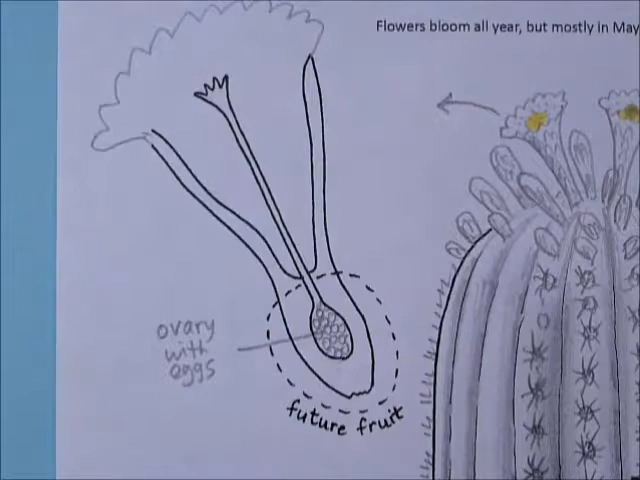 Flowers bloom all year, but mostly in May
ovary
with
eggs
future fruit